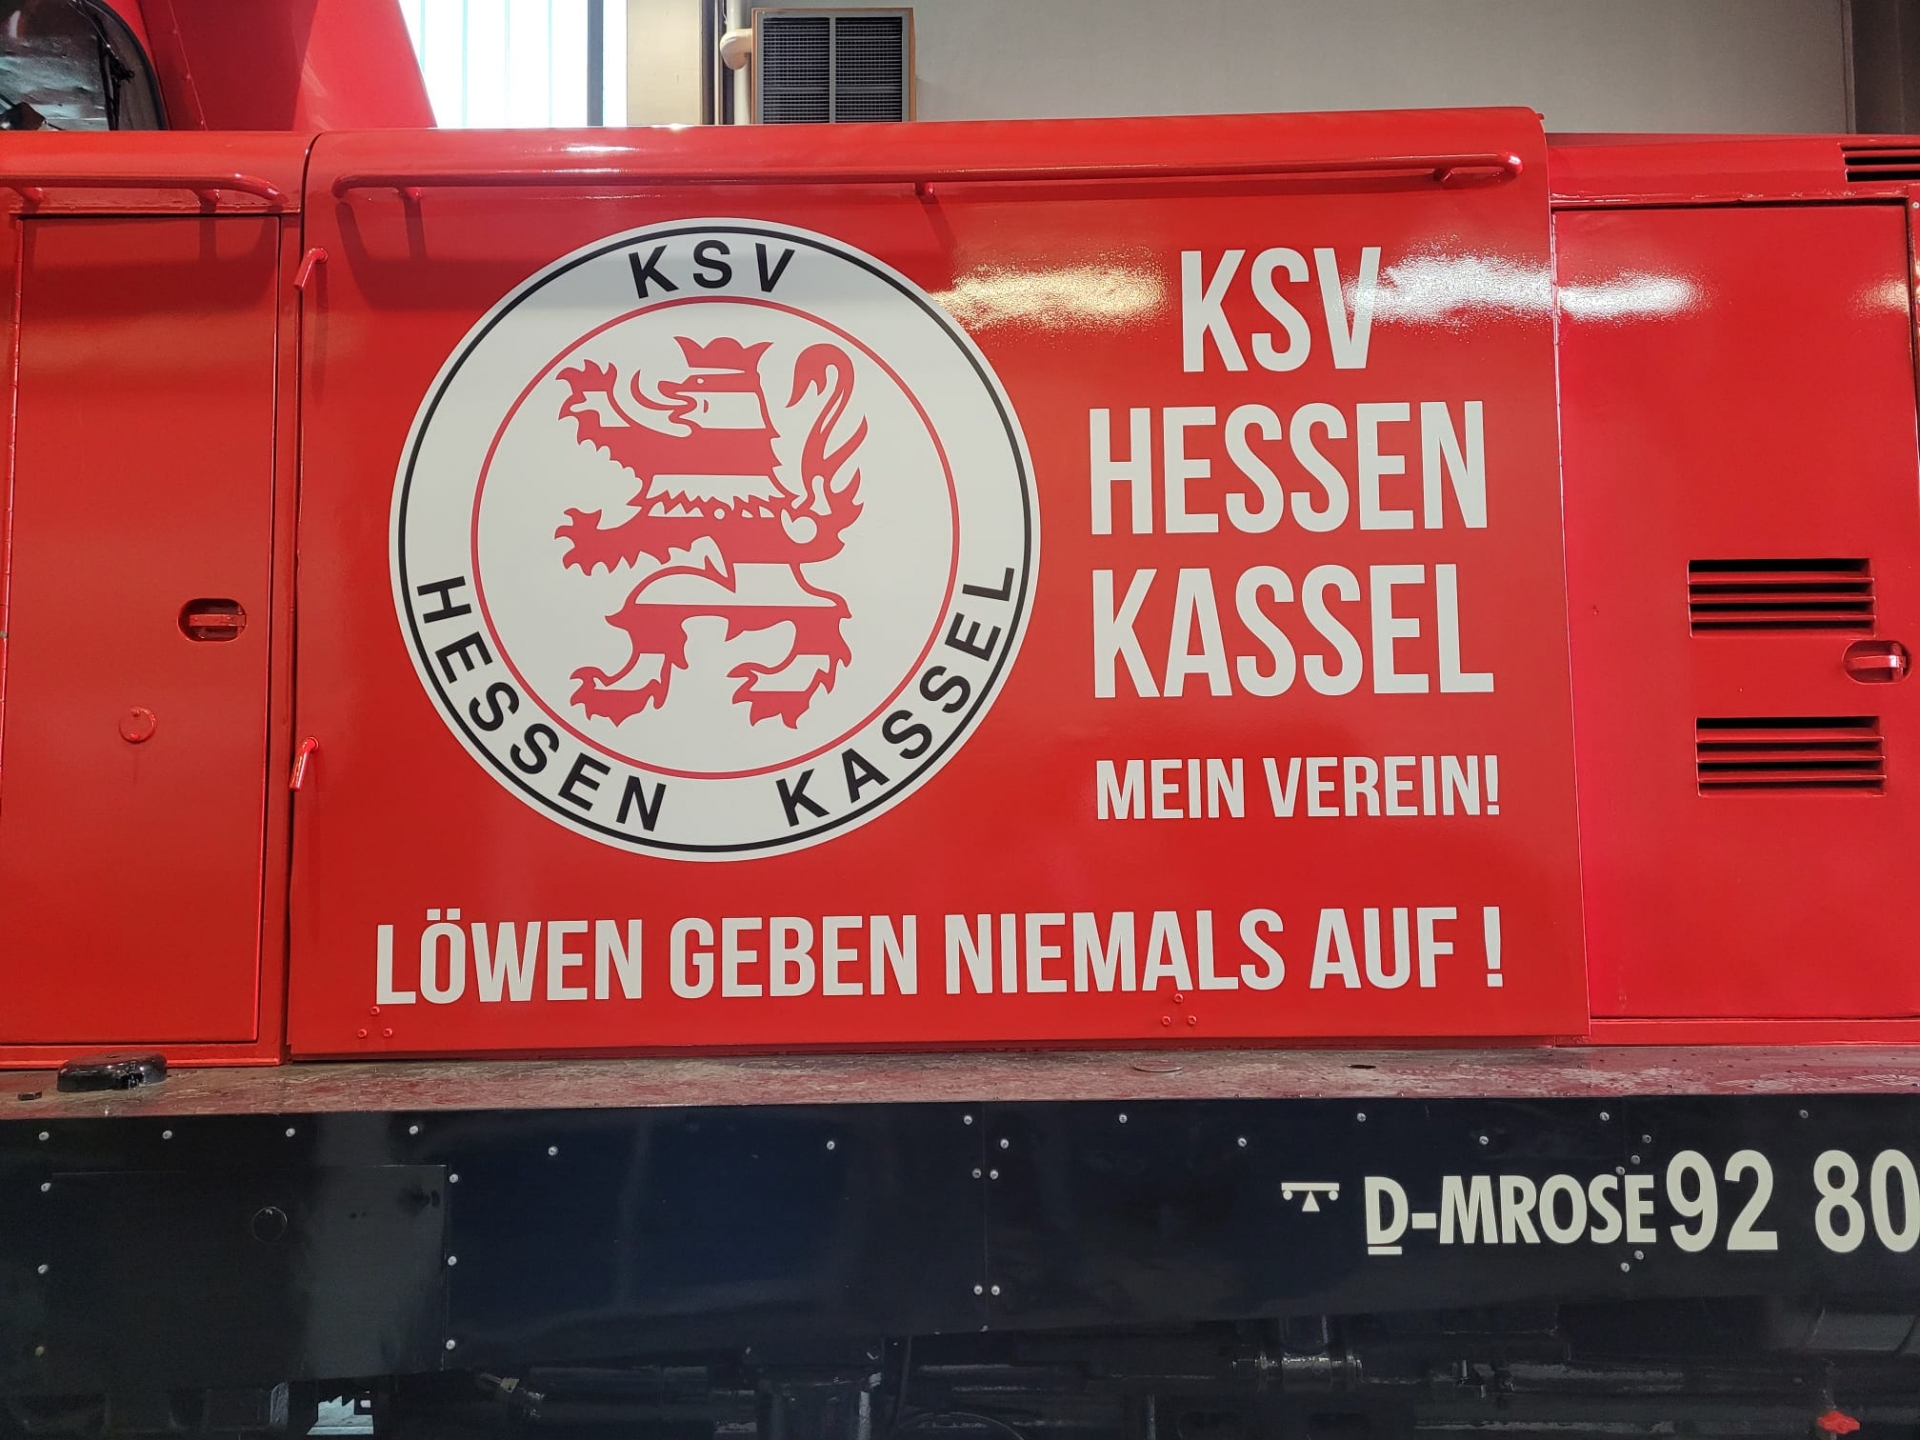 KSV
HESSEN KASSEL
KSV
HESSEN
KASSEL
MEIN VEREIN!
LÖWEN GEBEN NIEMALS AUF !
D-MROSE 92 80